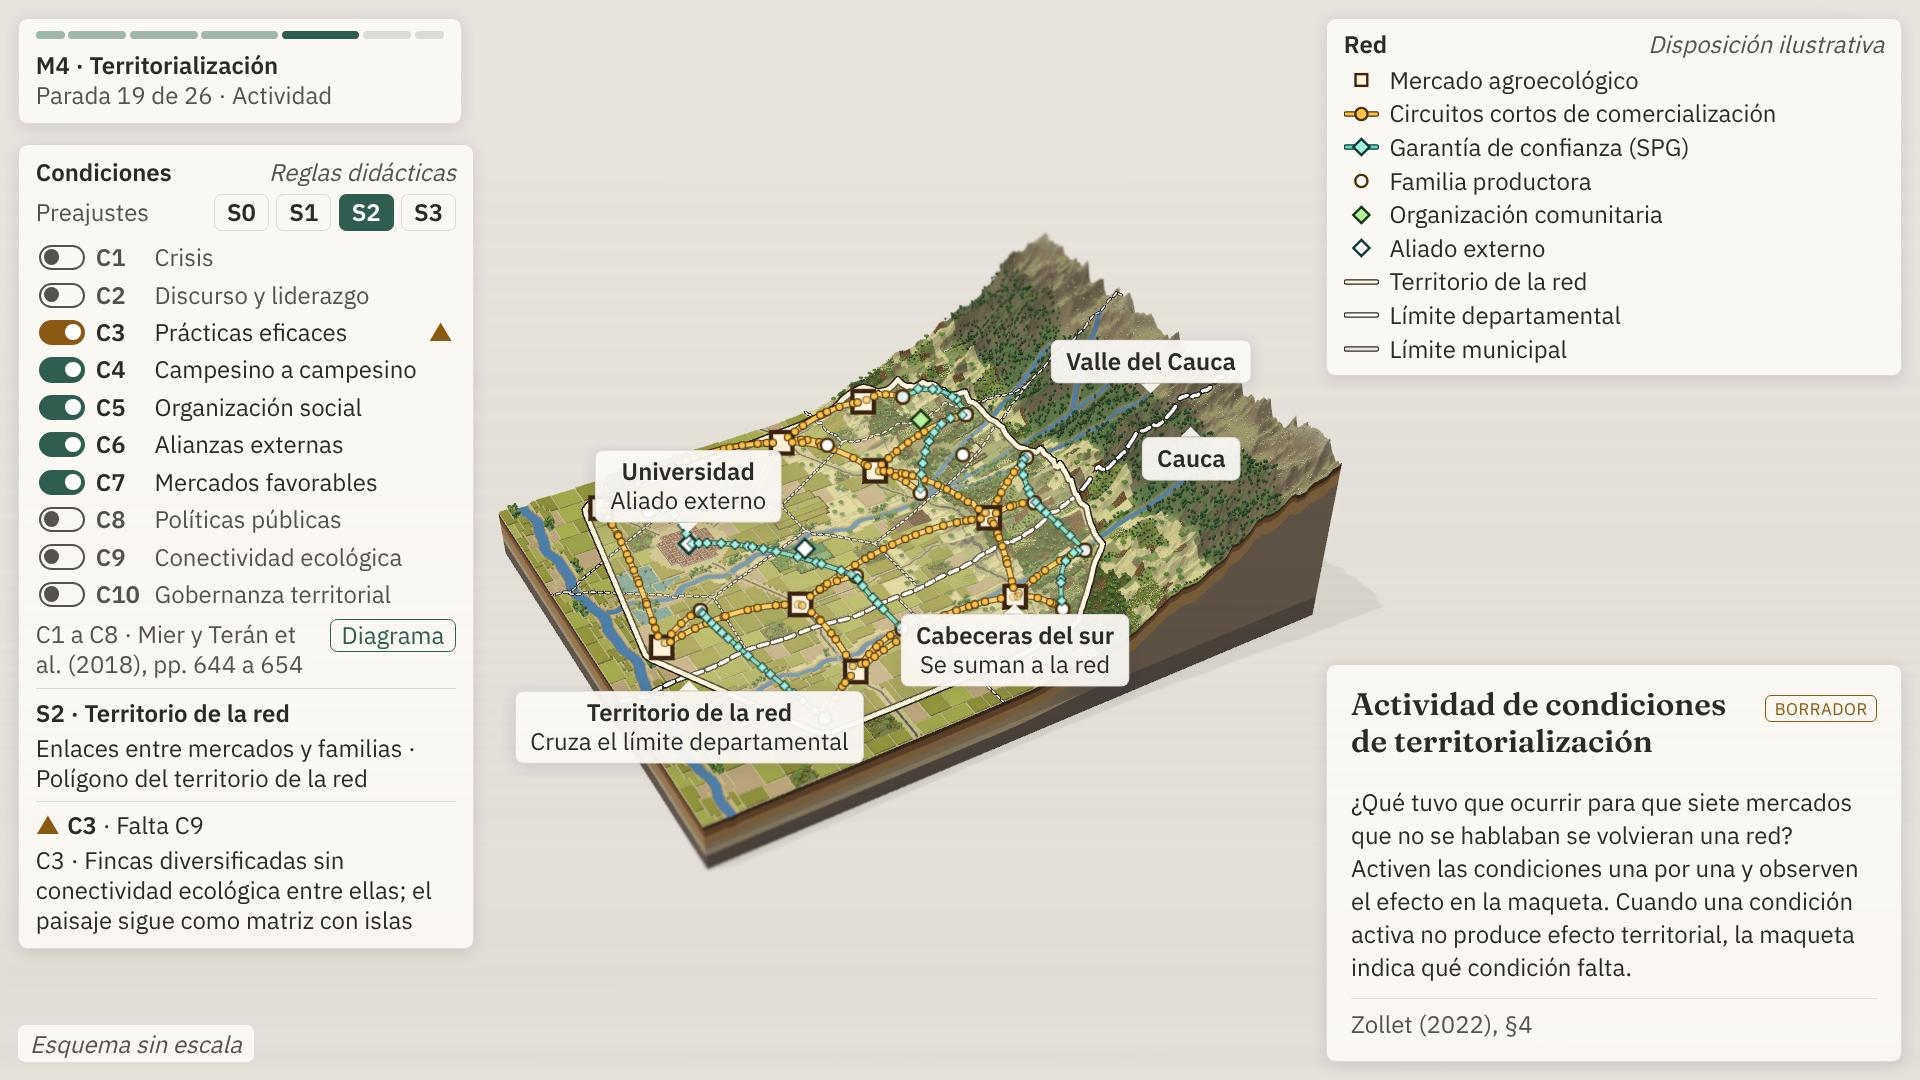 M4 · Territorialización
Parada 19 de 26 · Actividad
Condiciones
Reglas didácticas
Preajustes
S0
S1
S2
S3
C1 Crisis
C2 Discurso y liderazgo
C3 Prácticas eficaces
C4 Campesino a campesino
C5 Organización social
C6 Alianzas externas
C7 Mercados favorables
C8 Políticas públicas
C9 Conectividad ecológica
C10 Gobernanza territorial
C1 a C8 · Mier y Terán et
al. (2018), pp. 644 a 654
Diagrama
S2 · Territorio de la red
Enlaces entre mercados y familias ·
Polígono del territorio de la red
C3 · Falta C9
C3 · Fincas diversificadas sin
conectividad ecológica entre ellas; el
paisaje sigue como matriz con islas
Esquema sin escala
Valle del Cauca
Cauca
Universidad
Aliado externo
Cabeceras del sur
Se suman a la red
Territorio de la red
Cruza el límite departamental
Red
Disposición ilustrativa
Mercado agroecológico
Circuitos cortos de comercialización
Garantía de confianza (SPG)
Familia productora
Organización comunitaria
Aliado externo
Territorio de la red
Límite departamental
Límite municipal
Actividad de condiciones
de territorialización
BORRADOR
¿Qué tuvo que ocurrir para que siete mercados
que no se hablaban se volvieran una red?
Activen las condiciones una por una y observen
el efecto en la maqueta. Cuando una condición
activa no produce efecto territorial, la maqueta
indica qué condición falta.
Zollet (2022), §4